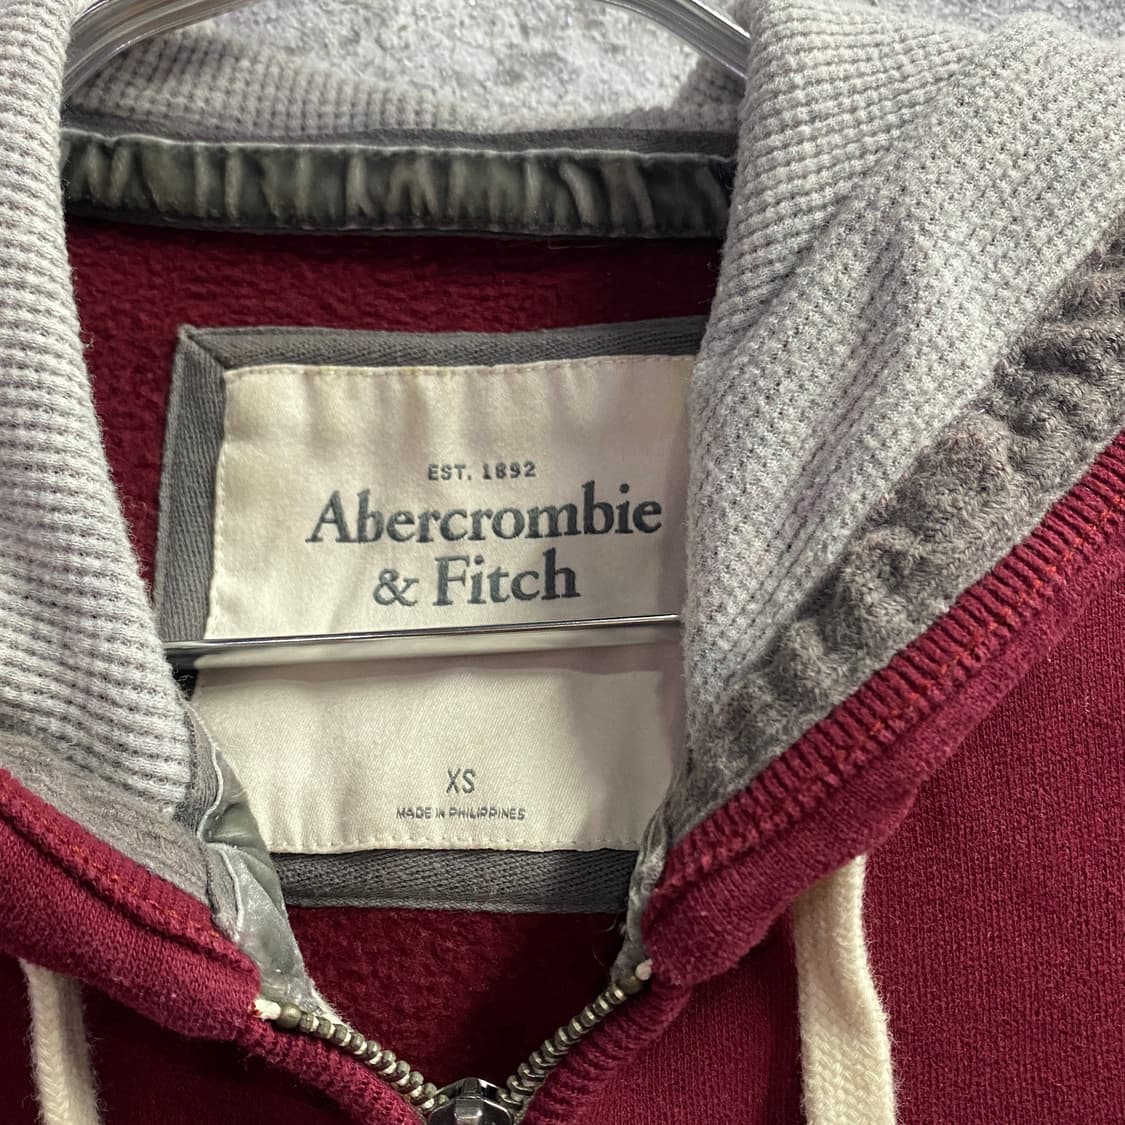 EST. 1892
Abercrombie
& Fitch
XS
MADE IN PHILIPPINES